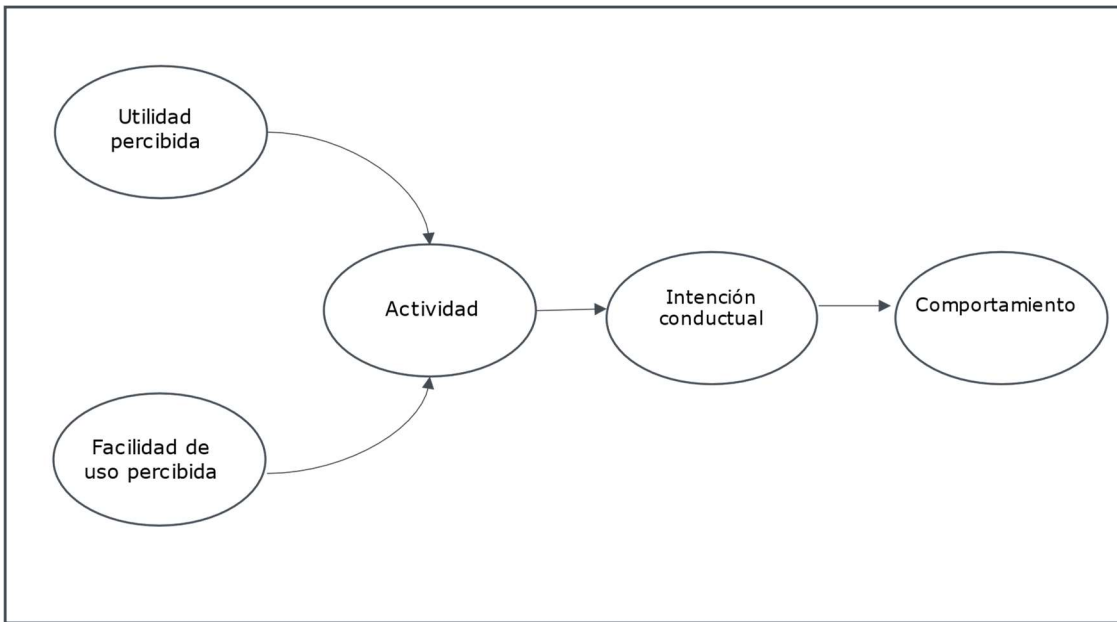 Utilidad
percibida
Actividad
Intención
conductual
Comportamiento
Facilidad de
uso percibida